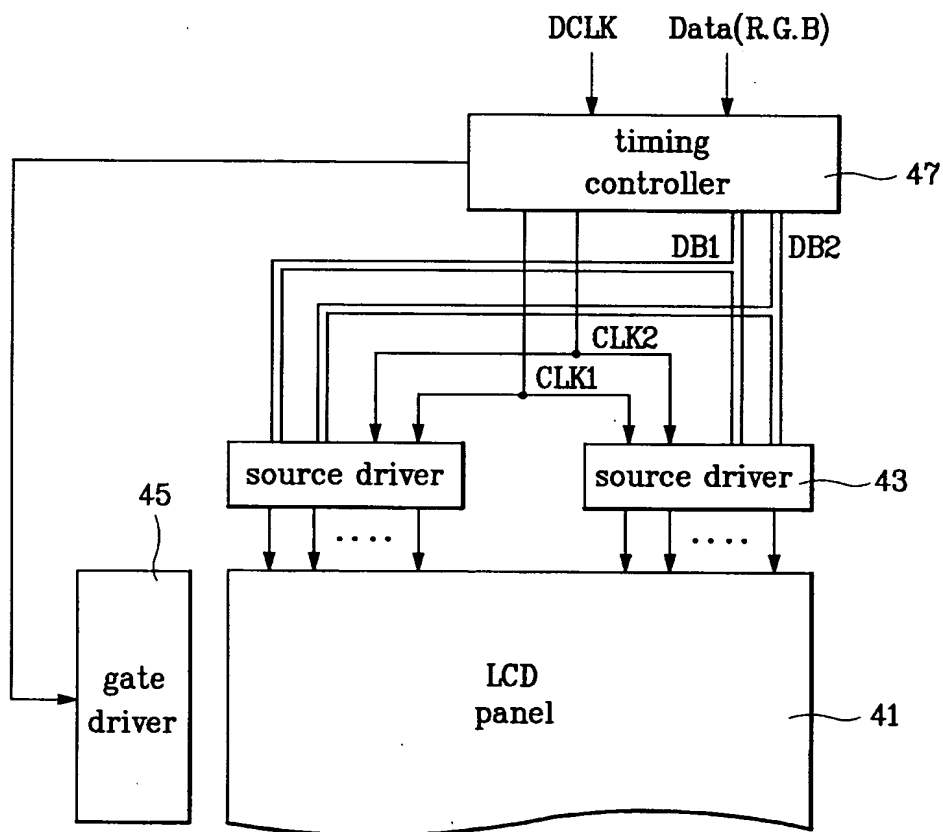 DCLK Data(R.G.B)
timing
controller
47
DB1 DB2
CLK2
CLK1
source driver
source driver
43
45
gate
driver
LCD
panel
41